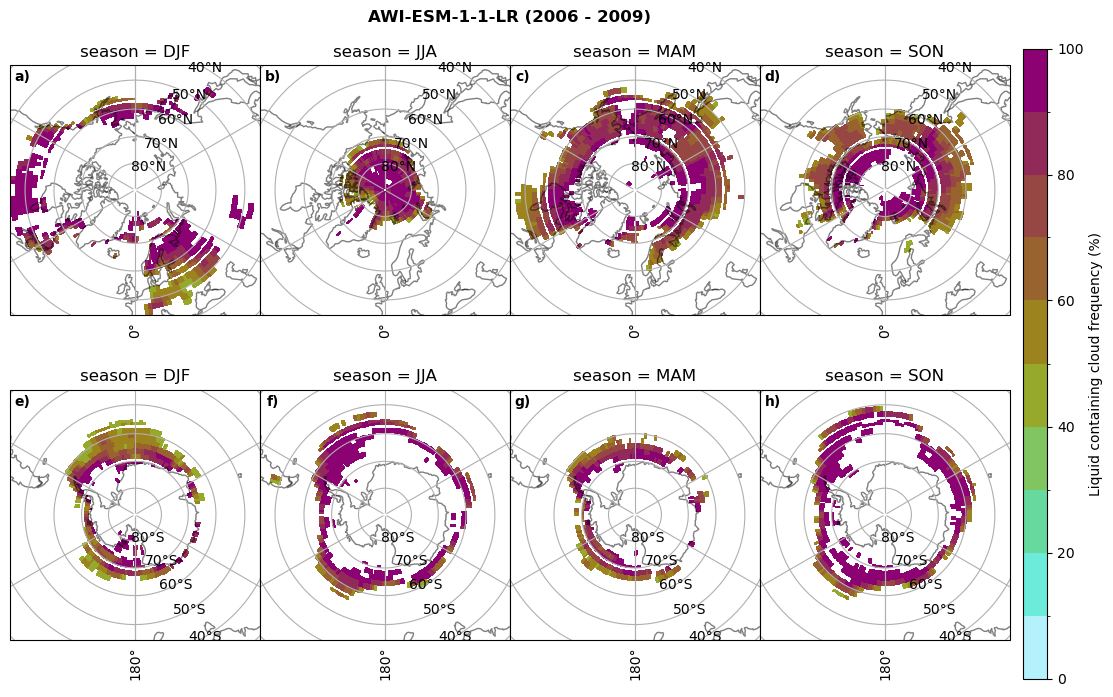 AWI-ESM-1-1-LR (2006 - 2009)
season = DJF
season = JJA
season = MAM
season = SON
a)
40°N
50°N
60°N
70°N
80°N
0°
b)
40°N
50°N
60°N
70°N
80°N
0°
c)
40°N
50°N
60°N
70°N
80°N
0°
d)
40°N
50°N
60°N
70°N
80°N
0°
season = DJF
season = JJA
season = MAM
season = SON
e)
80°S
70°S
60°S
50°S
40°S
180°
f)
80°S
70°S
60°S
50°S
40°S
180°
g)
80°S
70°S
60°S
50°S
40°S
180°
h)
80°S
70°S
60°S
50°S
40°S
180°
100
80
60
40
20
0
Liquid containing cloud frequency (%)